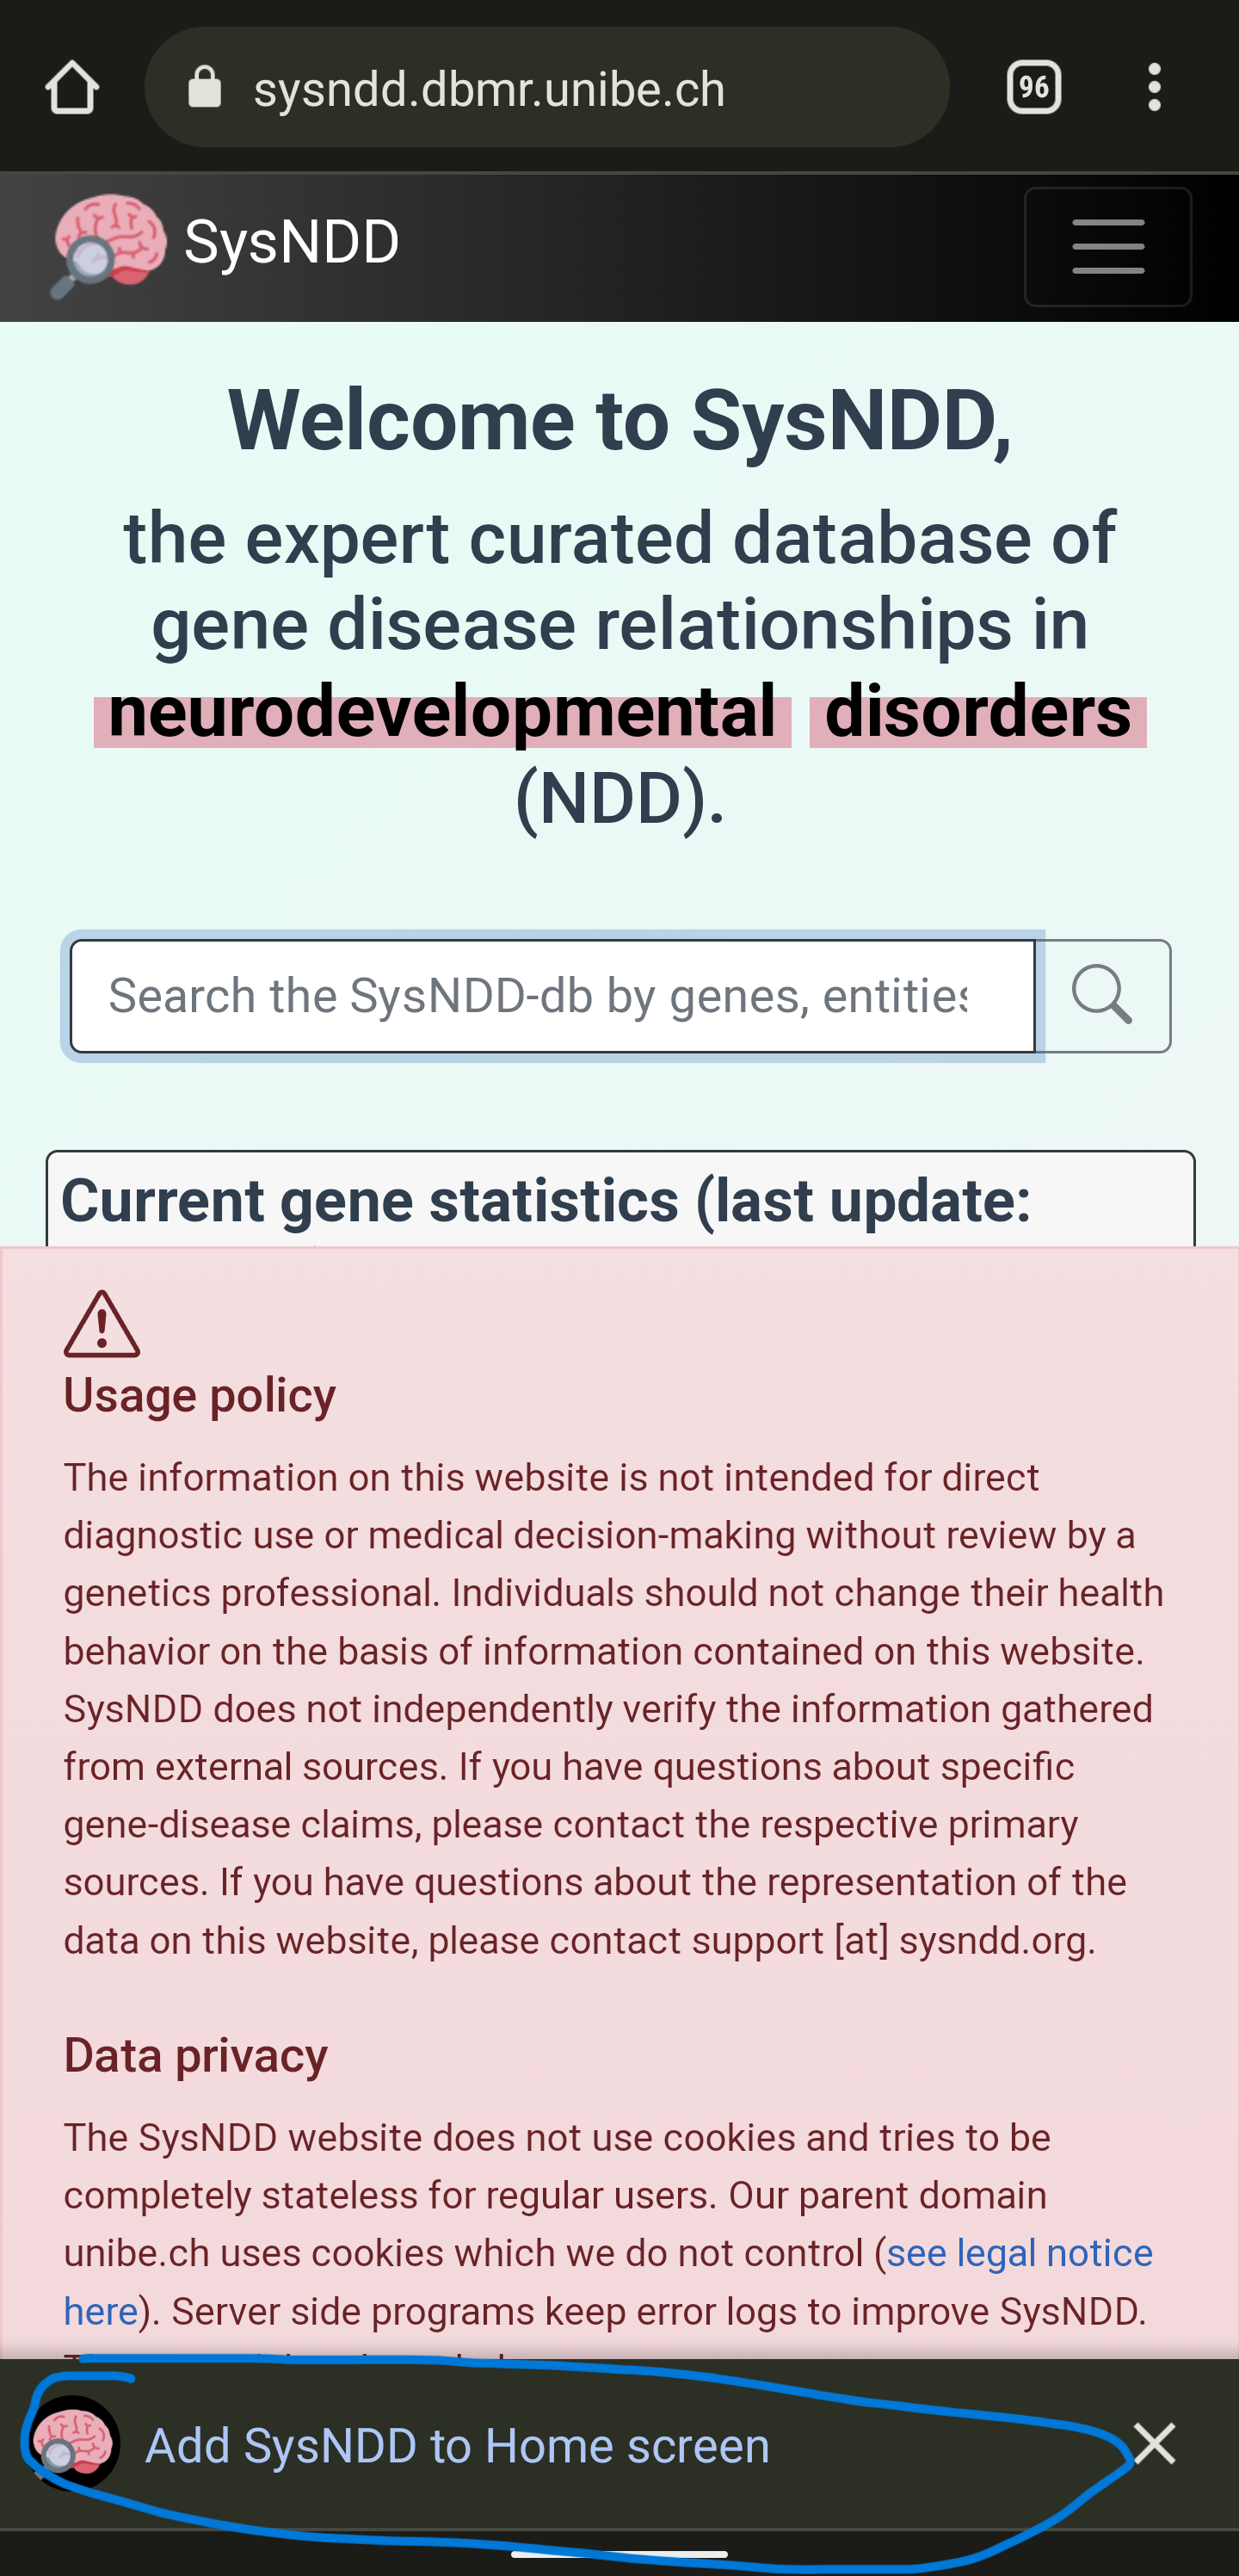 sysndd.dbmr.unibe.ch
96
SysNDD
Welcome to SysNDD,
the expert curated database of
gene disease relationships in
neurodevelopmental disorders
(NDD).
Search the SysNDD-db by genes, entities
Current gene statistics (last update:
Usage policy
The information on this website is not intended for direct
diagnostic use or medical decision-making without review by a
genetics professional. Individuals should not change their health
behavior on the basis of information contained on this website.
SysNDD does not independently verify the information gathered
from external sources. If you have questions about specific
gene-disease claims, please contact the respective primary
sources. If you have questions about the representation of the
data on this website, please contact support [at] sysndd.org.
Data privacy
The SysNDD website does not use cookies and tries to be
completely stateless for regular users. Our parent domain
unibe.ch uses cookies which we do not control (see legal notice
here). Server side programs keep error logs to improve SysNDD.
Add SysNDD to Home screen